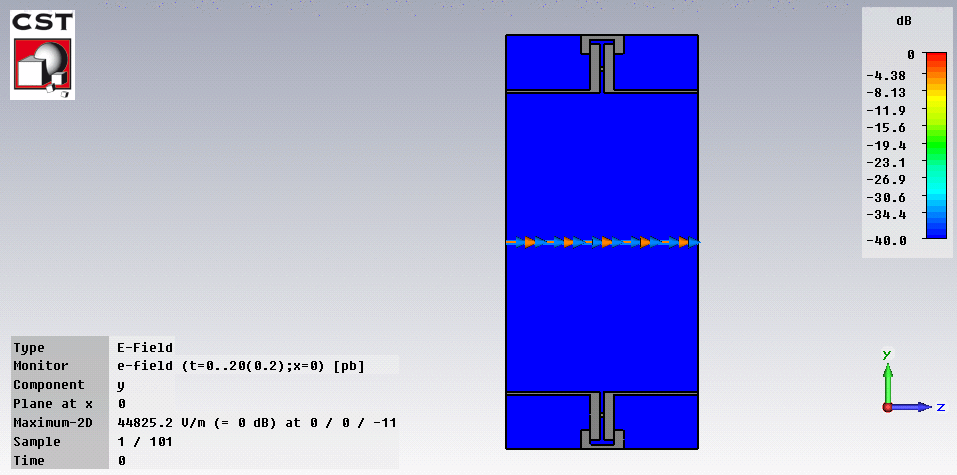 CST
dB
0
-4.38
-8.13
-11.9
-15.6
-19.4
-23.1
-26.9
-30.6
-34.4
-40.0
Type E-Field
Monitor e-field (t=0..20(0.2);x=0) [pb]
Component y
Plane at x 0
Maximum-2D 44825.2 V/m (= 0 dB) at 0 / 0 / -11
Sample 1 / 101
Time 0
y
z